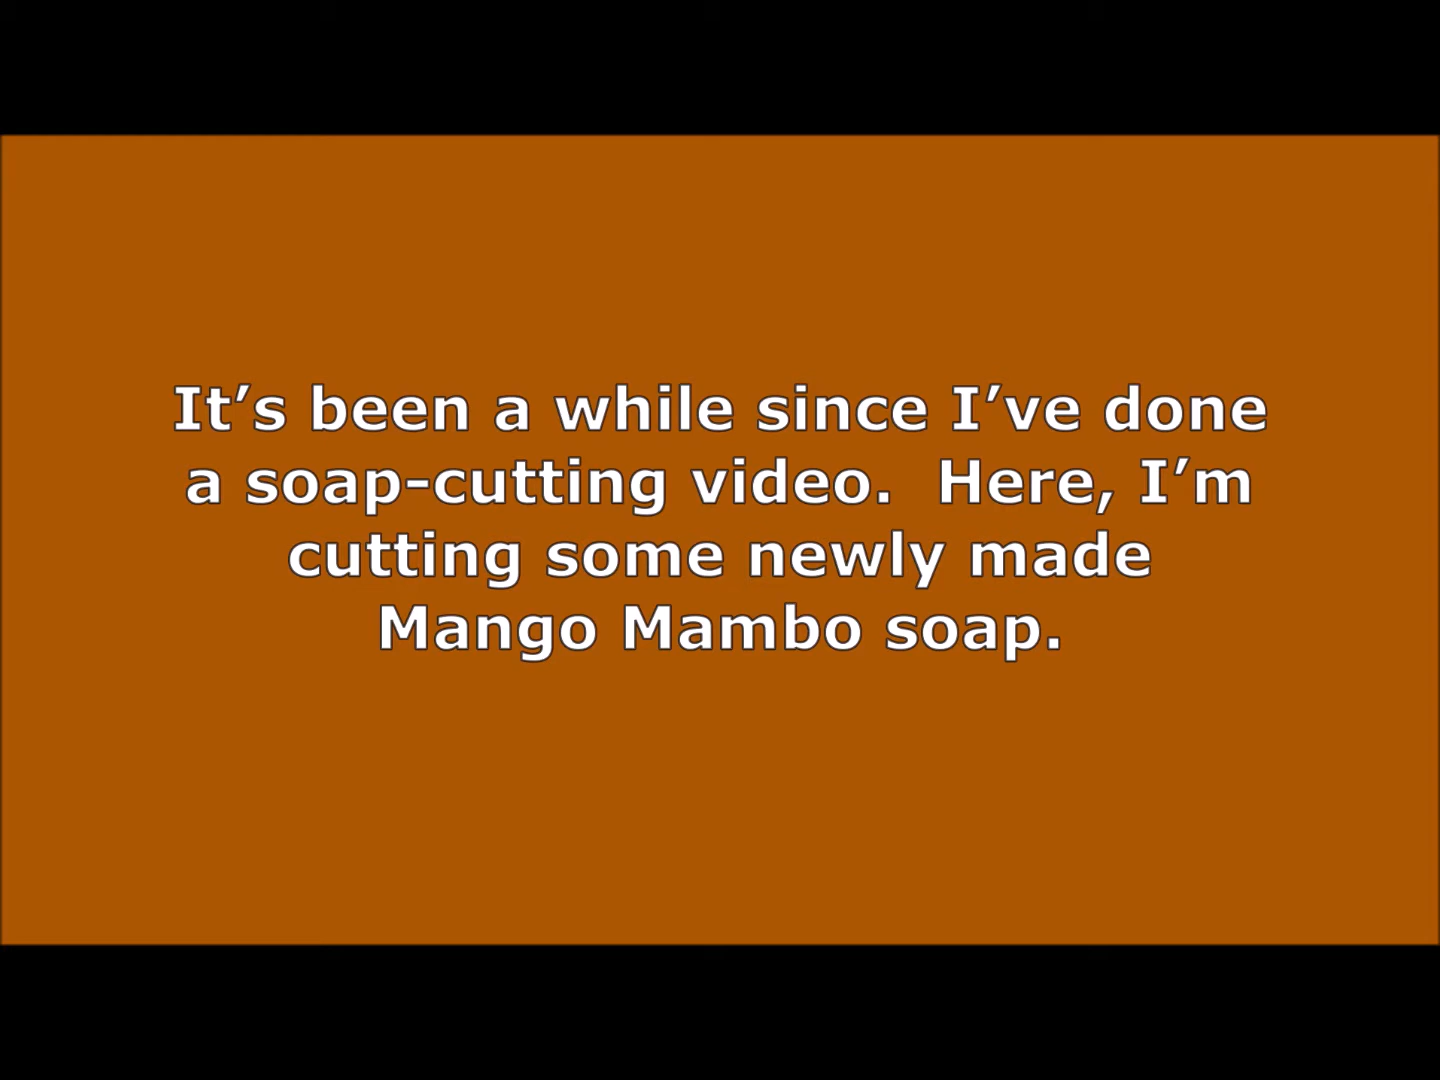 It’s been a while since I’ve done
a soap-cutting video.  Here, I’m
cutting some newly made
Mango Mambo soap.